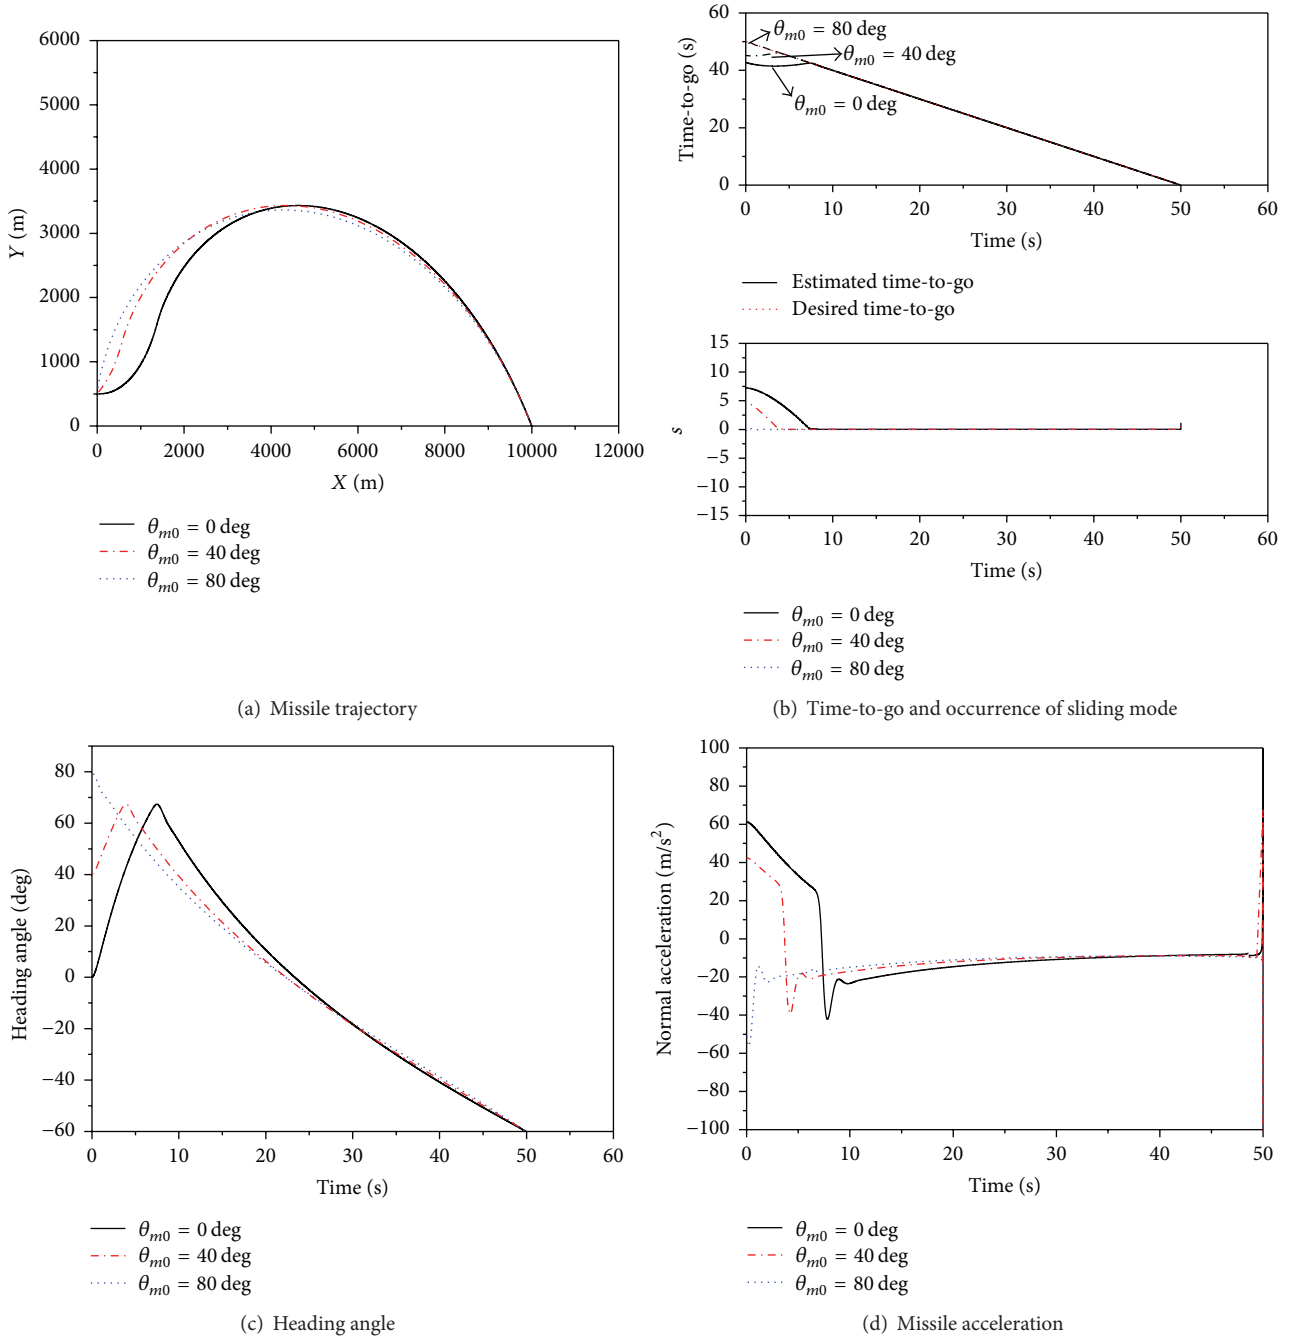 6000
5000
4000
3000
2000
1000
0
Y (m)
0 2000 4000 6000 8000 10000 12000
X (m)
θm0 = 0 deg
θm0 = 40 deg
θm0 = 80 deg
(a) Missile trajectory
60
40
20
0
Time-to-go (s)
θm0 = 80 deg
θm0 = 40 deg
θm0 = 0 deg
0 10 20 30 40 50 60
Time (s)
Estimated time-to-go
Desired time-to-go
15
10
5
0
−5
−10
−15
s
0 10 20 30 40 50 60
Time (s)
θm0 = 0 deg
θm0 = 40 deg
θm0 = 80 deg
(b) Time-to-go and occurrence of sliding mode
80
60
40
20
0
−20
−40
−60
Heading angle (deg)
0 10 20 30 40 50 60
Time (s)
θm0 = 0 deg
θm0 = 40 deg
θm0 = 80 deg
(c) Heading angle
100
80
60
40
20
0
−20
−40
−60
−80
−100
Normal acceleration (m/s²)
0 10 20 30 40 50
Time (s)
θm0 = 0 deg
θm0 = 40 deg
θm0 = 80 deg
(d) Missile acceleration